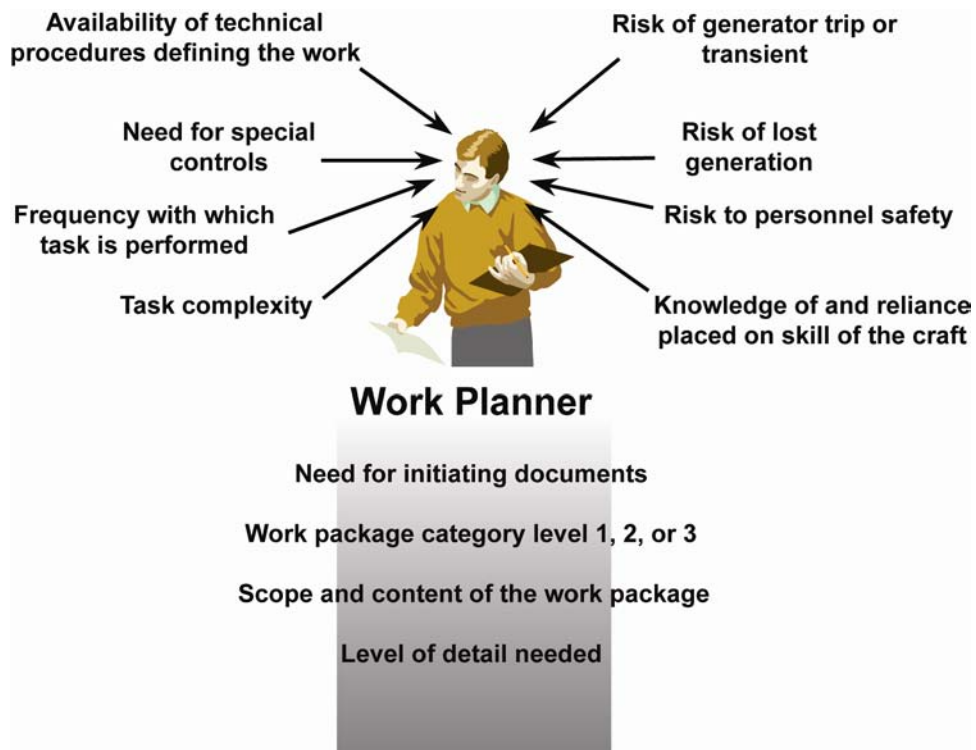 Availability of technical
procedures defining the work
Need for special
controls
Frequency with which
task is performed
Task complexity
Risk of generator trip or
transient
Risk of lost
generation
Risk to personnel safety
Knowledge of and reliance
placed on skill of the craft
Work Planner
Need for initiating documents
Work package category level 1, 2, or 3
Scope and content of the work package
Level of detail needed